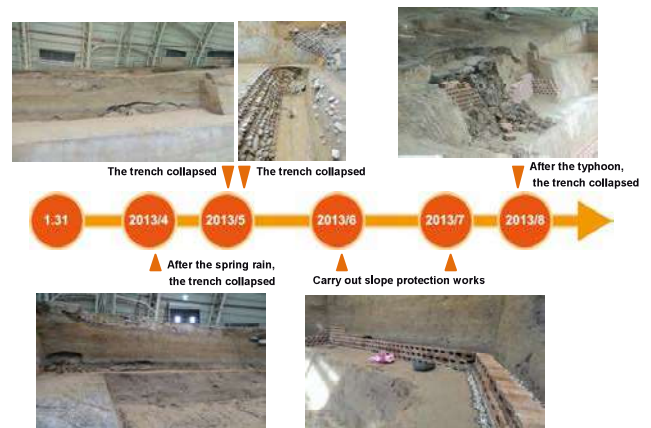 The trench collapsed
The trench collapsed
After the typhoon,
the trench collapsed
1.31
2013/4
2013/5
2013/6
2013/7
2013/8
After the spring rain,
the trench collapsed
Carry out slope protection works